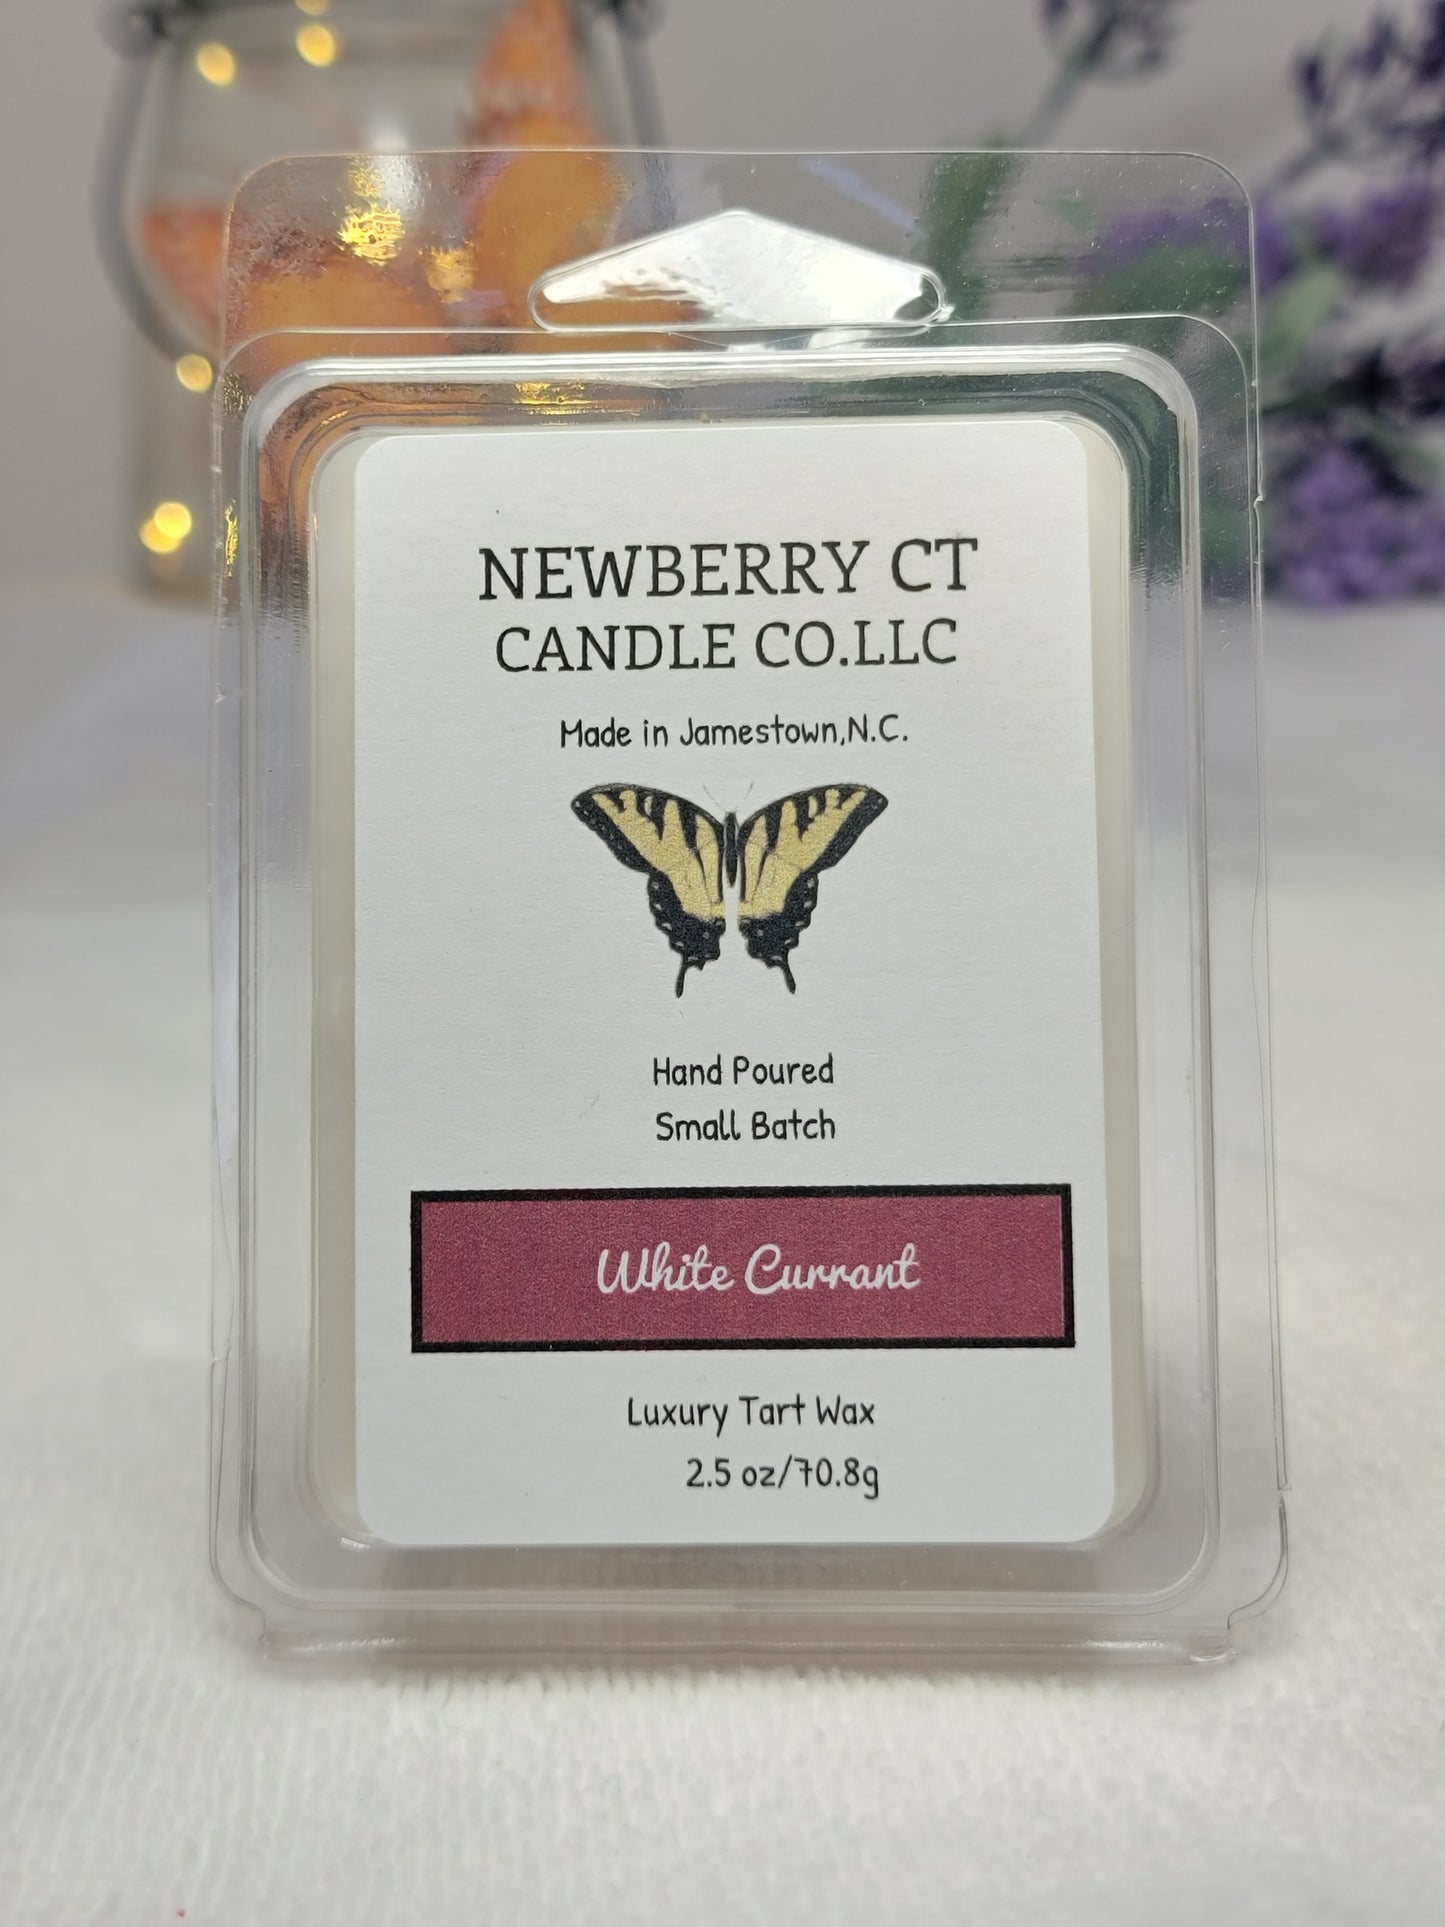 NEWBERRY CT
CANDLE CO.LLC
Made in Jamestown,N.C.
Hand Poured
Small Batch
White Currant
Luxury Tart Wax
2.5 oz/70.8g